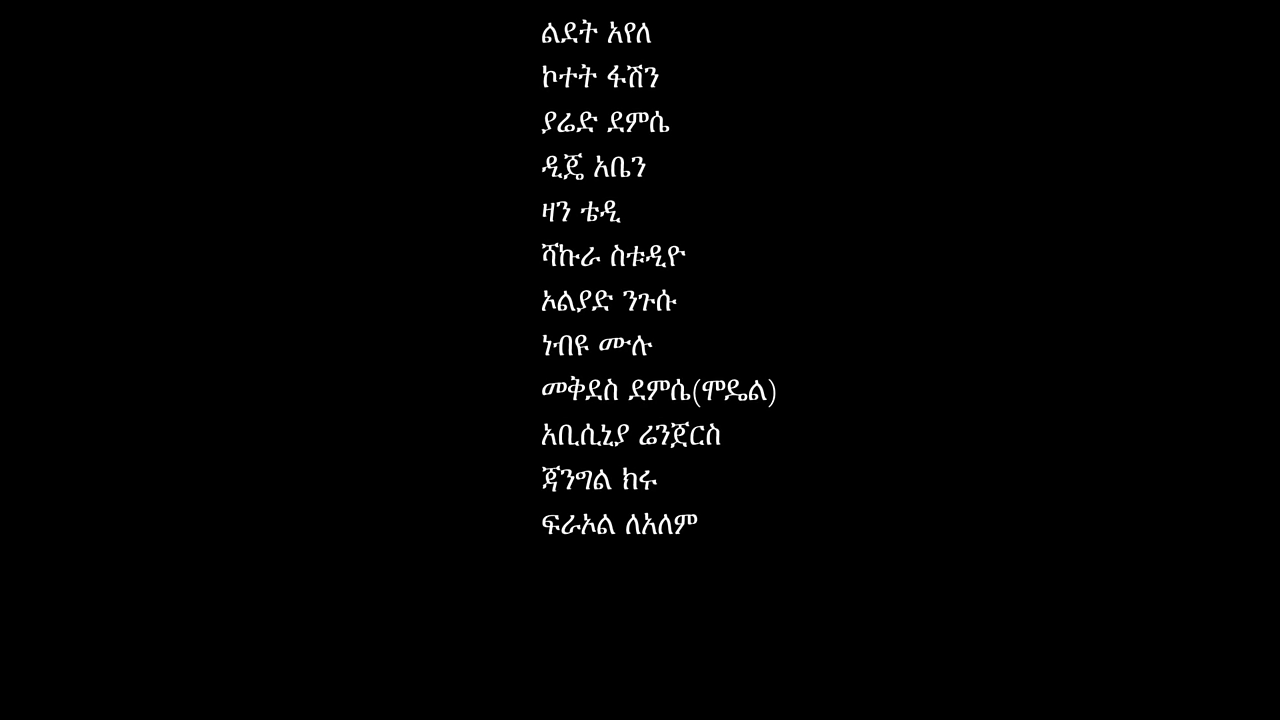 ልደት አየለ
ኮተት ፋሽን
ያሬድ ደምሴ
ዲጄ አቤን
ዛን ቴዲ
ሻኩራ ስቱዲዮ
ኦልያድ ንጉሱ
ነብዩ ሙሉ
መቅደስ ደምሴ(ሞዴል)
አቢሲኒያ ሬንጀርስ
ጃንግል ክሩ
ፍራኦል ለአለም